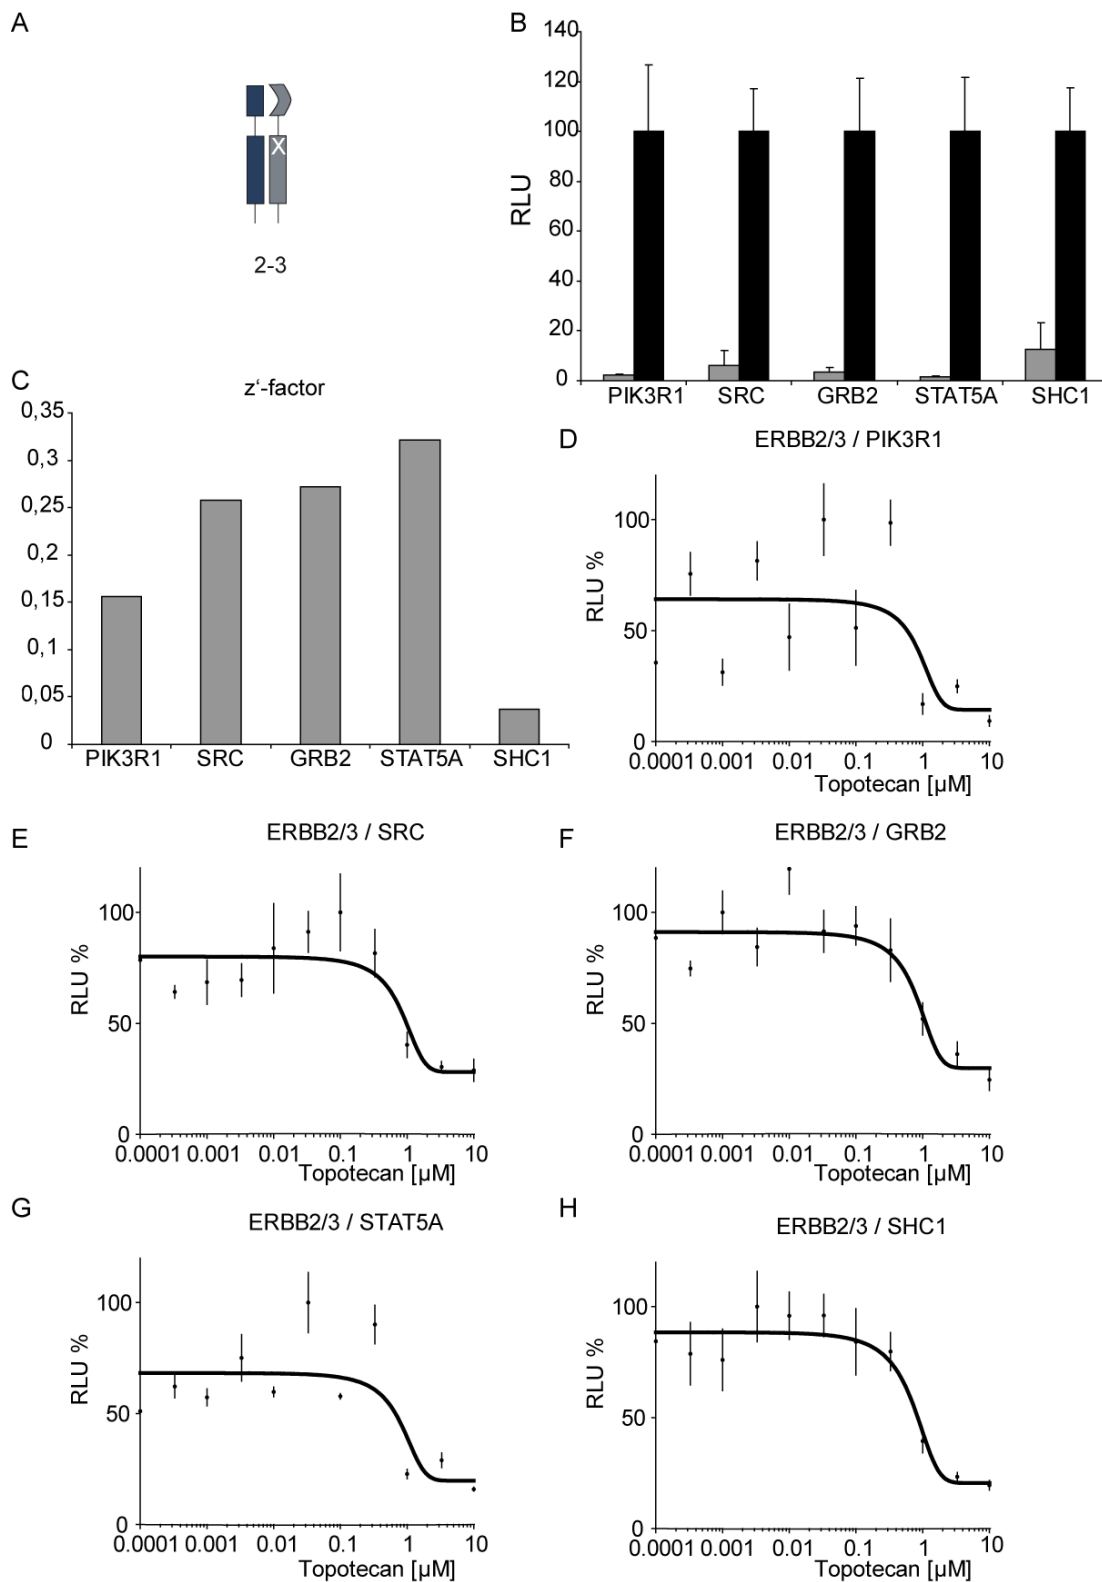 A
X
2-3
B
RLU
140
120
100
80
60
40
20
0
PIK3R1 SRC GRB2 STAT5A SHC1
C
z‘-factor
0,35
0,3
0,25
0,2
0,15
0,1
0,05
0
PIK3R1 SRC GRB2 STAT5A SHC1
D
ERBB2/3 / PIK3R1
RLU %
100
50
0
0.0001 0.001 0.01 0.1 1 10
Topotecan [µM]
E
ERBB2/3 / SRC
RLU %
100
50
0
0.0001 0.001 0.01 0.1 1 10
Topotecan [µM]
F
ERBB2/3 / GRB2
RLU %
100
50
0
0.0001 0.001 0.01 0.1 1 10
Topotecan [µM]
G
ERBB2/3 / STAT5A
RLU %
100
50
0
0.0001 0.001 0.01 0.1 1 10
Topotecan [µM]
H
ERBB2/3 / SHC1
RLU %
100
50
0
0.0001 0.001 0.01 0.1 1 10
Topotecan [µM]